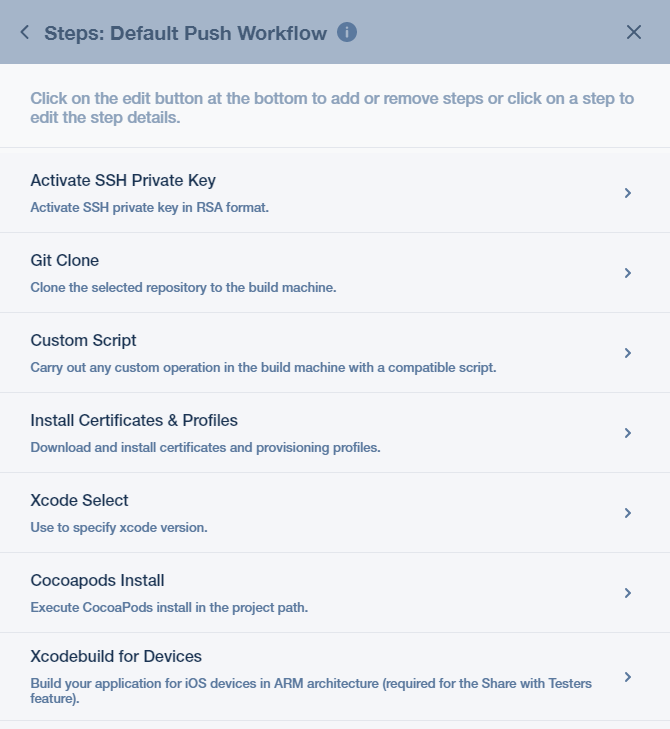 Steps: Default Push Workflow
Click on the edit button at the bottom to add or remove steps or click on a step to
edit the step details.
Activate SSH Private Key
Activate SSH private key in RSA format.
Git Clone
Clone the selected repository to the build machine.
Custom Script
Carry out any custom operation in the build machine with a compatible script.
Install Certificates & Profiles
Download and install certificates and provisioning profiles.
Xcode Select
Use to specify xcode version.
Cocoapods Install
Execute CocoaPods install in the project path.
Xcodebuild for Devices
Build your application for iOS devices in ARM architecture (required for the Share with Testers
feature).